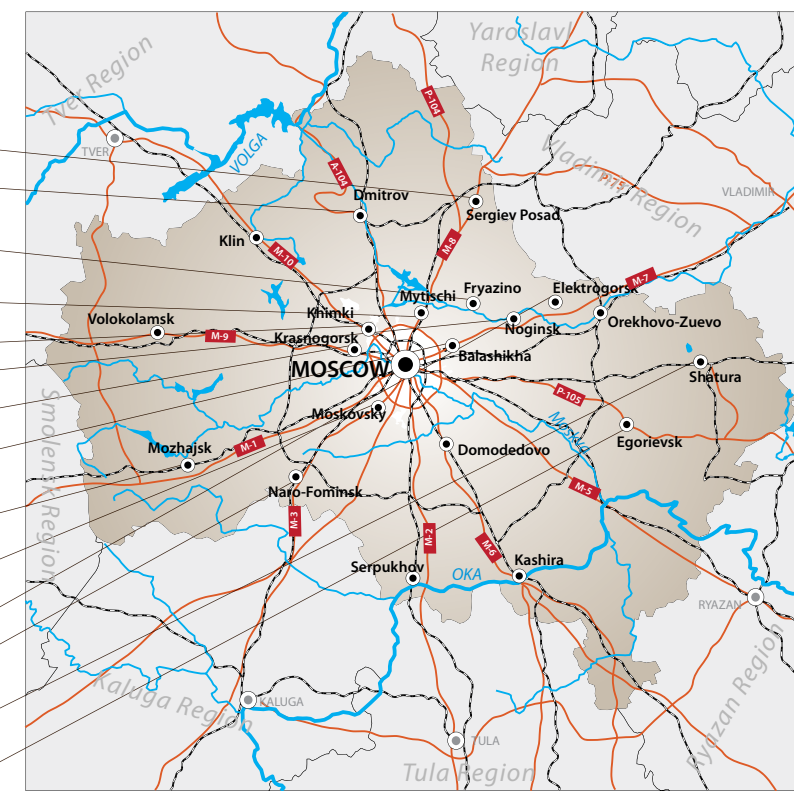 Yaroslavl
Region
Tver Region
P-104
TVER
VOLGA
Vladimir Region
P-75
VLADIMIR
A-104
Dmitrov
Sergiev Posad
Klin
M-10
M-8
M-7
Mytischi
Fryazino
Elektrogorsk
Volokolamsk
Khimki
Noginsk
Orekhovo-Zuevo
M-9
Krasnogorsk
Balashikha
MOSCOW
Shatura
P-105
Smolensk Region
Moskovsky
Moskva
Mozhajsk
M-1
Domodedovo
Egorievsk
Naro-Fominsk
M-5
M-3
M-2
M-6
Serpukhov
OKA
Kashira
RYAZAN
Kaluga Region
KALUGA
Ryazan Region
TULA
Tula Region